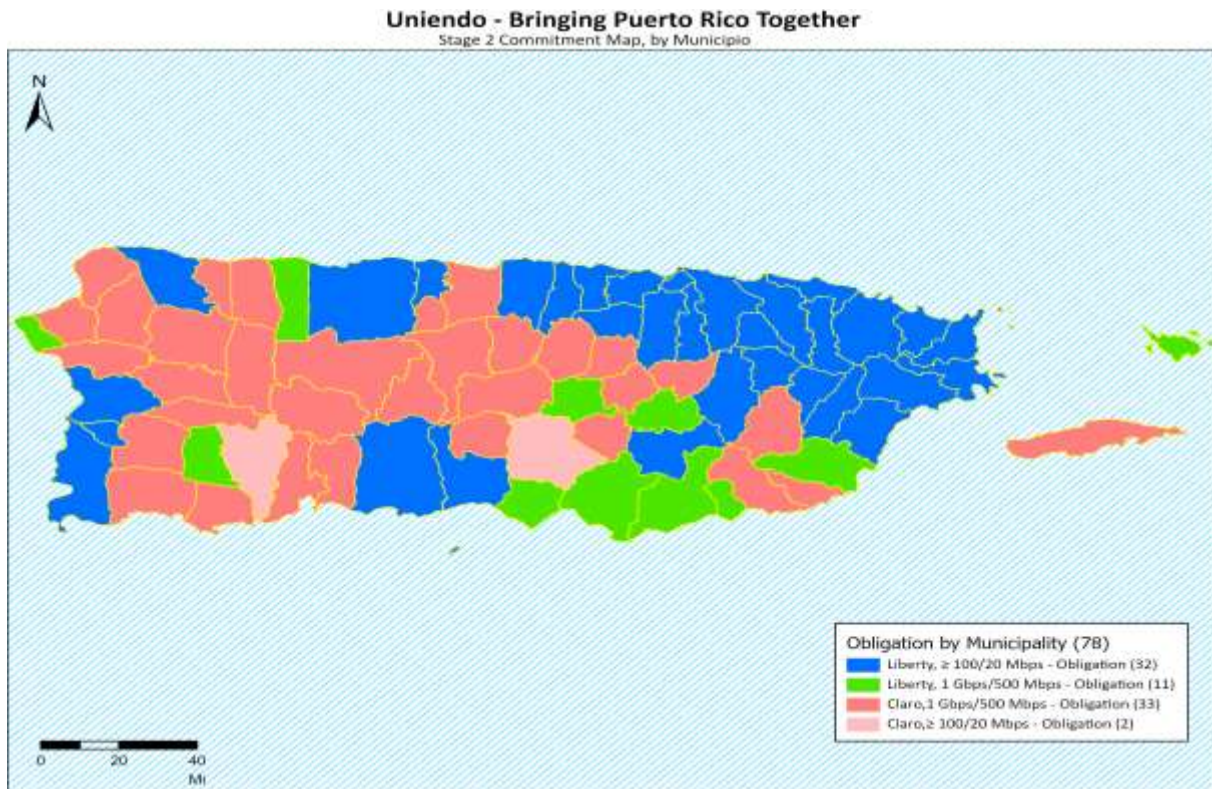 Uniendo - Bringing Puerto Rico Together
Stage 2 Commitment Map, by Municipio
N
Obligation by Municipality (78)
Liberty, ≥ 100/20 Mbps - Obligation (32)
Liberty, 1 Gbps/500 Mbps - Obligation (11)
Claro,1 Gbps/500 Mbps - Obligation (33)
Claro,≥ 100/20 Mbps - Obligation (2)
0 20 40
Mi